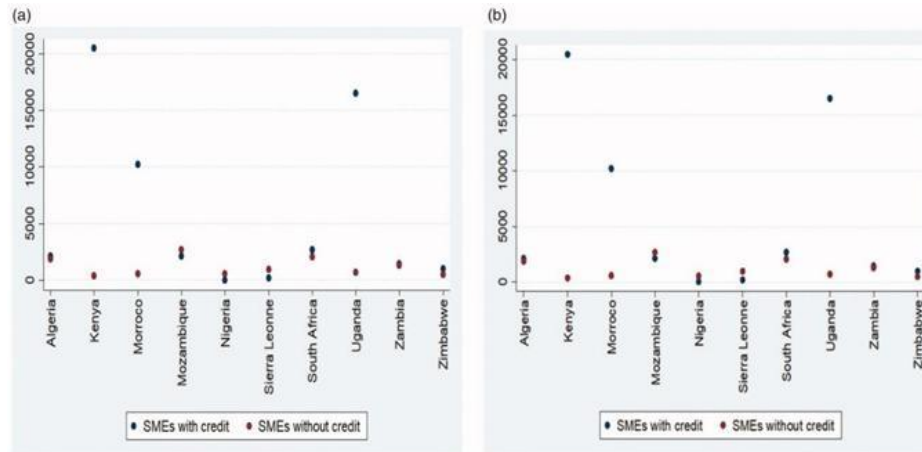 (a)
20000
15000
10000
5000
0
Algeria
Kenya
Morroco
Mozambique
Nigeria
Sierra Leonne
South Africa
Uganda
Zambia
Zimbabwe
SMEs with credit SMEs without credit
(b)
20000
15000
10000
5000
0
Algeria
Kenya
Morroco
Mozambique
Nigeria
Sierra Leonne
South Africa
Uganda
Zambia
Zimbabwe
SMEs with credit SMEs without credit